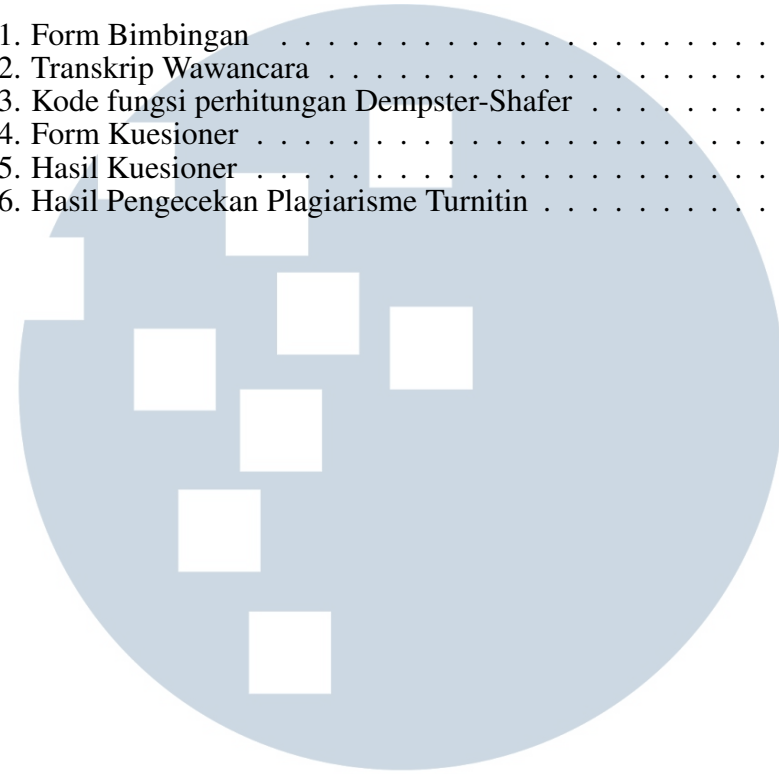 1. Form Bimbingan . . . . . . . . . . . . . . . . . . . . .
2. Transkrip Wawancara . . . . . . . . . . . . . . . . . . .
3. Kode fungsi perhitungan Dempster-Shafer . . . . . . . .
4. Form Kuesioner . . . . . . . . . . . . . . . . . . . . . .
5. Hasil Kuesioner . . . . . . . . . . . . . . . . . . . . . .
6. Hasil Pengecekan Plagiarisme Turnitin . . . . . . . . . .